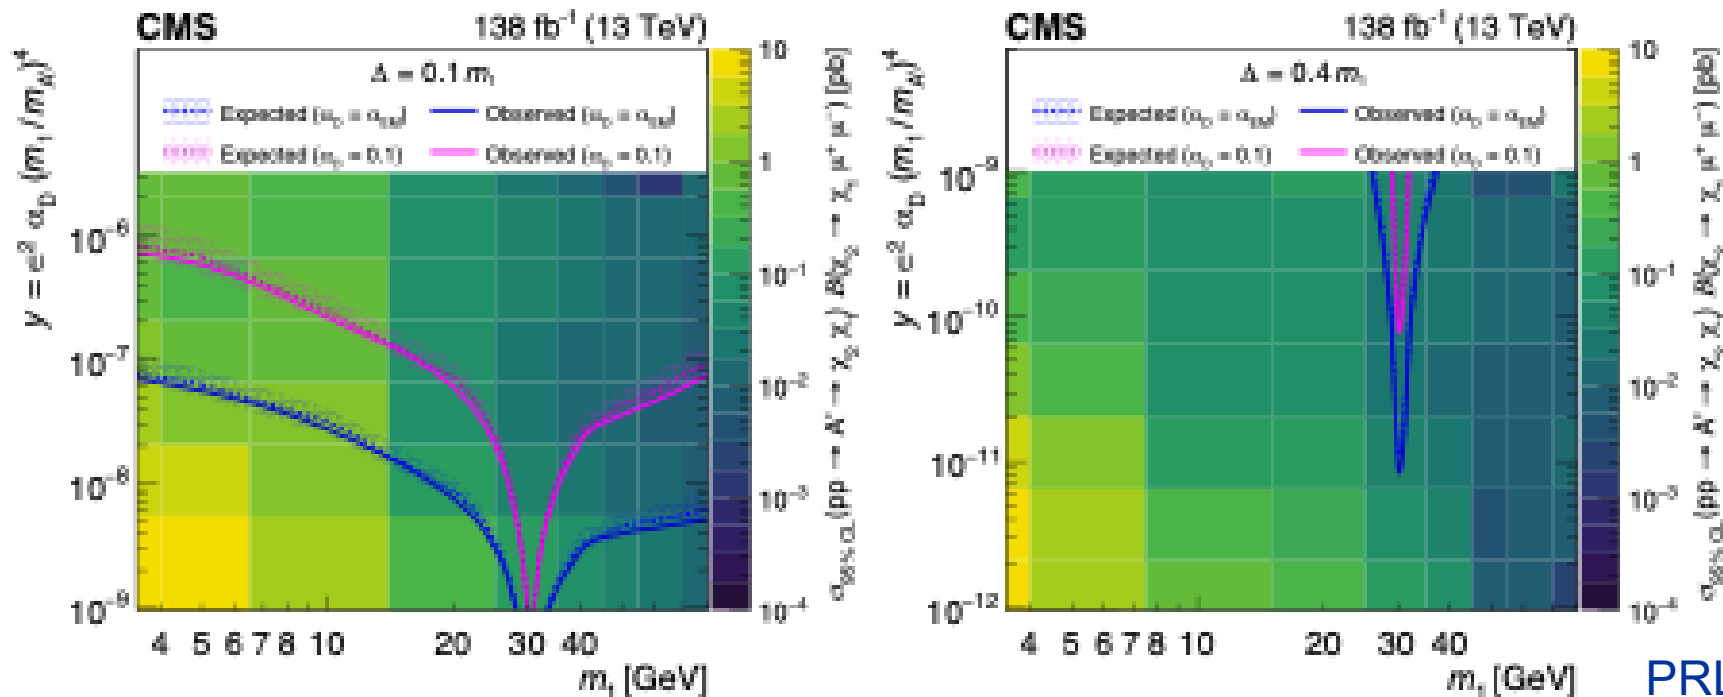 CMS 138 fb⁻¹ (13 TeV)
Δ = 0.1 m₁
Expected (α_D = α_EM) Observed (α_D = α_EM)
Expected (α_D = 0.1) Observed (α_D = 0.1)
y = ε² α_D (m₁/m_A')⁴
10⁻⁶
10⁻⁷
10⁻⁸
10⁻⁹
4 5 6 7 8 10 20 30 40
m₁ [GeV]
10
1
10⁻¹
10⁻²
10⁻³
10⁻⁴
σ_95% CL(pp → A' → χ₂ χ₁) B(χ₂ → χ₁ μ⁺ μ⁻) [pb]
CMS 138 fb⁻¹ (13 TeV)
Δ = 0.4 m₁
Expected (α_D = α_EM) Observed (α_D = α_EM)
Expected (α_D = 0.1) Observed (α_D = 0.1)
y = ε² α_D (m₁/m_A')⁴
10⁻⁹
10⁻¹⁰
10⁻¹¹
10⁻¹²
4 5 6 7 8 10 20 30 40
m₁ [GeV]
10
1
10⁻¹
10⁻²
10⁻³
10⁻⁴
σ_95% CL(pp → A' → χ₂ χ₁) B(χ₂ → χ₁ μ⁺ μ⁻) [pb]
PRL